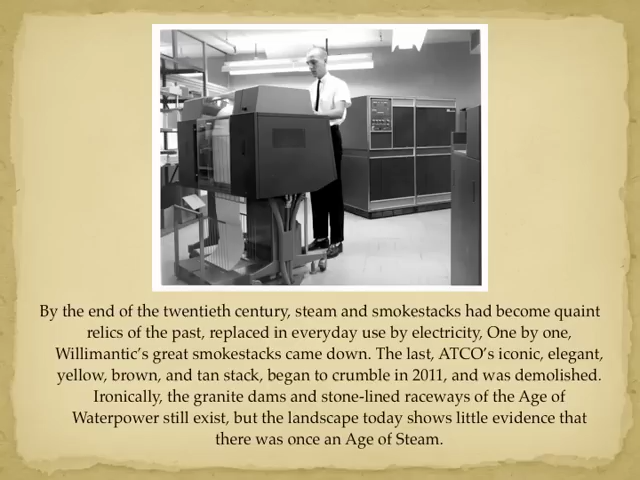 By the end of the twentieth century, steam and smokestacks had become quaint
relics of the past, replaced in everyday use by electricity, One by one,
Willimantic’s great smokestacks came down. The last, ATCO’s iconic, elegant,
yellow, brown, and tan stack, began to crumble in 2011, and was demolished.
Ironically, the granite dams and stone-lined raceways of the Age of
Waterpower still exist, but the landscape today shows little evidence that
there was once an Age of Steam.